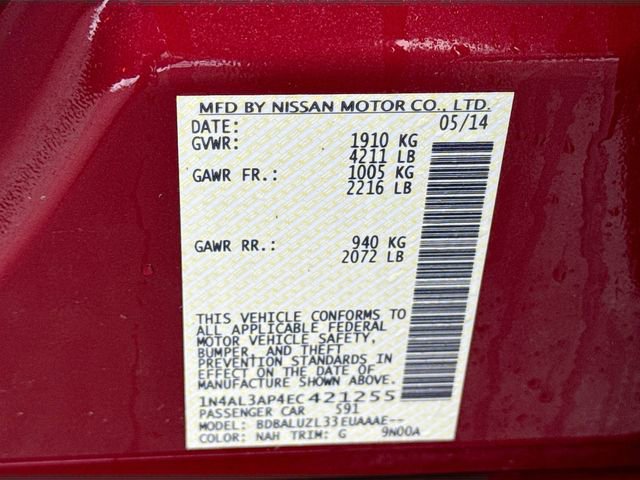 MFD BY NISSAN MOTOR CO., LTD.
DATE: 05/14
GVWR: 1910 KG
4211 LB
GAWR FR.: 1005 KG
2216 LB
GAWR RR.: 940 KG
2072 LB
THIS VEHICLE CONFORMS TO
ALL APPLICABLE FEDERAL
MOTOR VEHICLE SAFETY,
BUMPER, AND THEFT
PREVENTION STANDARDS IN
EFFECT ON THE DATE OF
MANUFACTURE SHOWN ABOVE.
1N4AL3AP4EC421255
PASSENGER CAR 591
MODEL: BDBALUZL33EUAAAE--
COLOR: NAH TRIM: G 9N00A